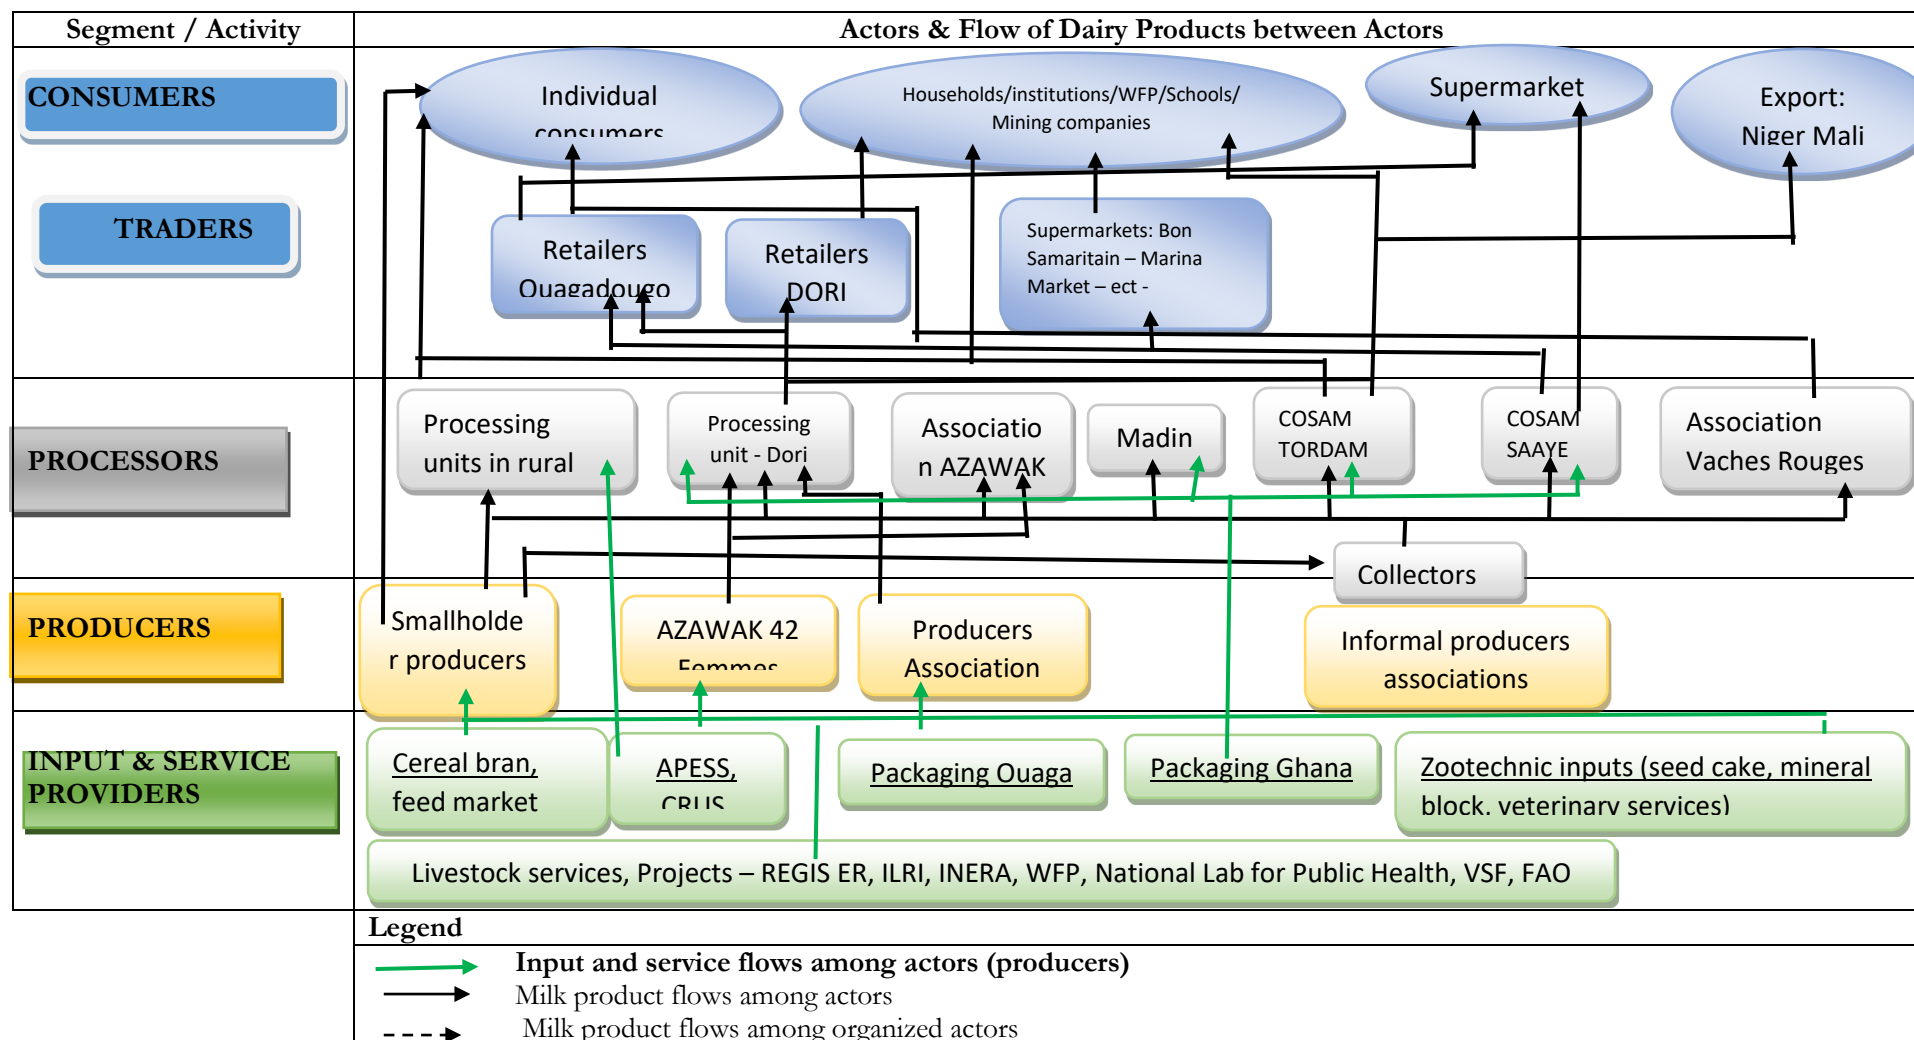 Segment / Activity
Actors & Flow of Dairy Products between Actors
CONSUMERS
Individual
consumers
Households/institutions/WFP/Schools/
Mining companies
Supermarket
Export:
Niger Mali
TRADERS
Retailers
Ouagadougo
Retailers
DORI
Supermarkets: Bon
Samaritain – Marina
Market – ect -
PROCESSORS
Processing
units in rural
Processing
unit - Dori
Associatio
n AZAWAK
Madin
COSAM
TORDAM
COSAM
SAAYE
Association
Vaches Rouges
Collectors
PRODUCERS
Smallholde
r producers
AZAWAK 42
Femmes
Producers
Association
Informal producers
associations
INPUT & SERVICE
PROVIDERS
Cereal bran,
feed market
APESS,
CRUS
Packaging Ouaga
Packaging Ghana
Zootechnic inputs (seed cake, mineral
block, veterinary services)
Livestock services, Projects – REGIS ER, ILRI, INERA, WFP, National Lab for Public Health, VSF, FAO
Legend
Input and service flows among actors (producers)
Milk product flows among actors
Milk product flows among organized actors